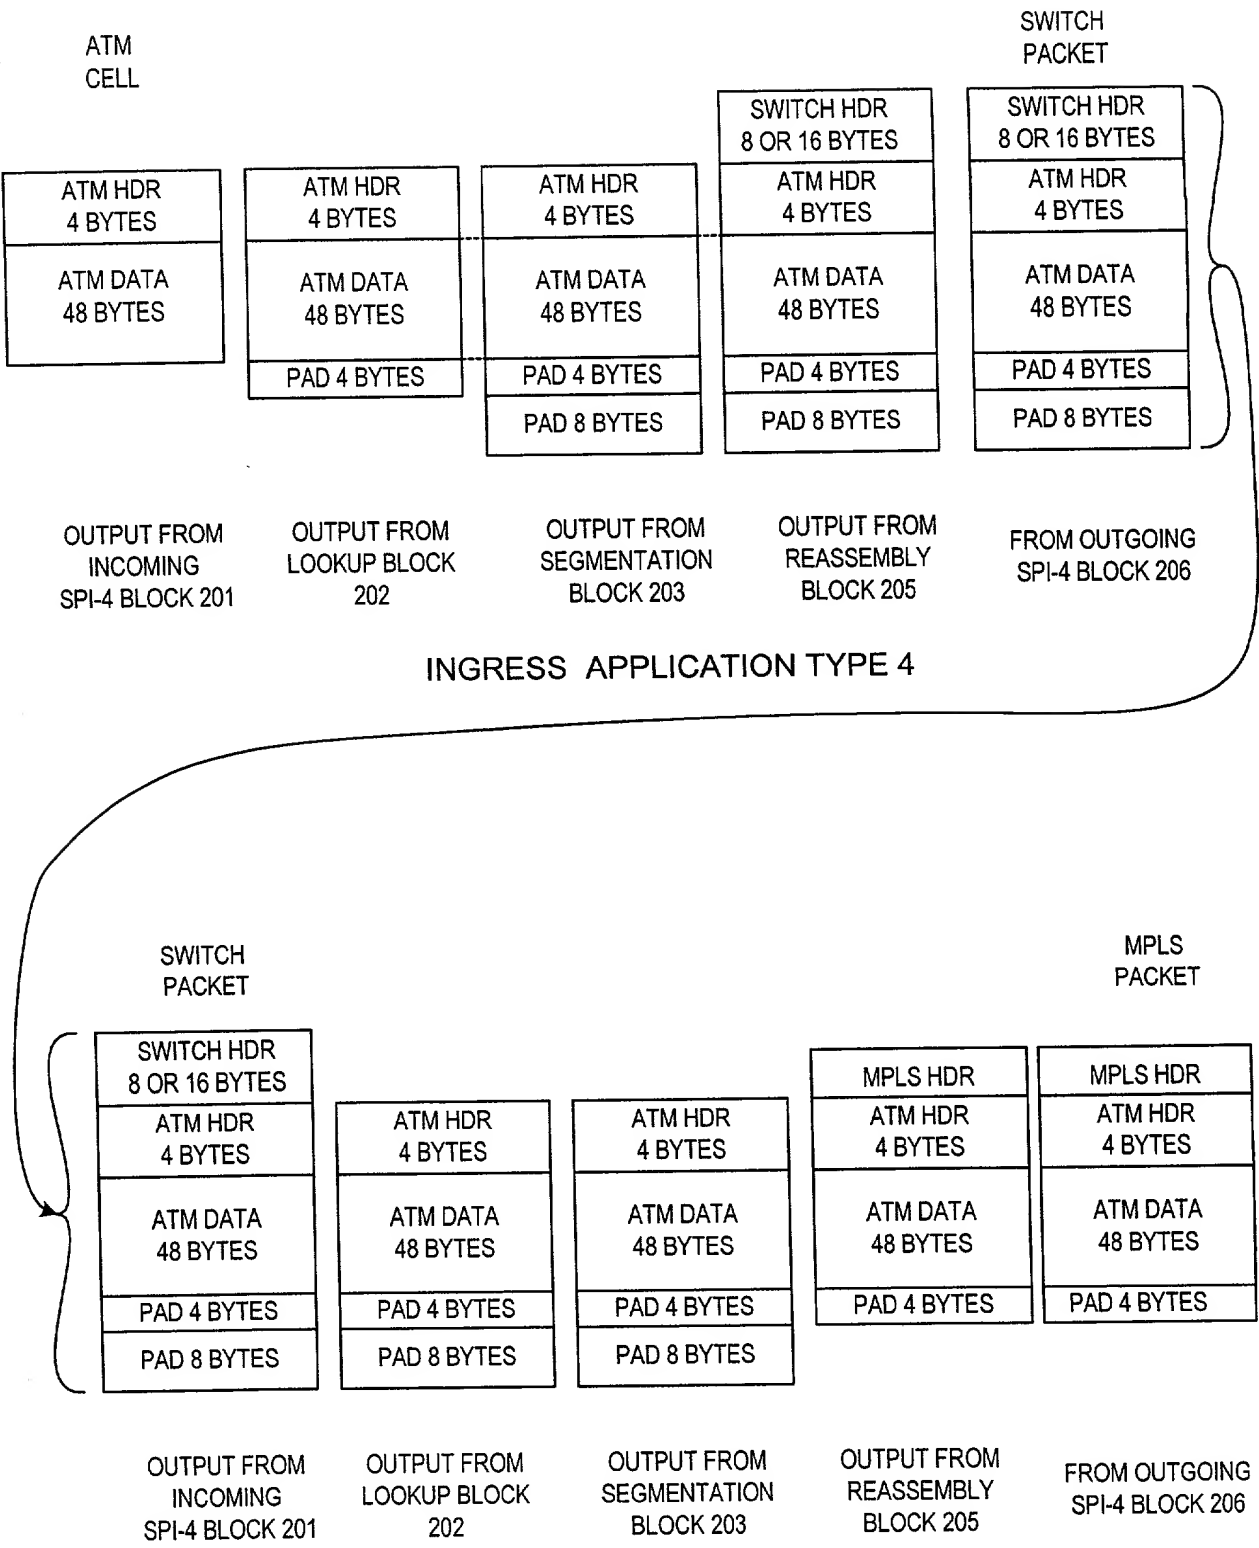 ATM
CELL
SWITCH
PACKET
ATM HDR
4 BYTES
ATM DATA
48 BYTES
ATM HDR
4 BYTES
ATM DATA
48 BYTES
PAD 4 BYTES
ATM HDR
4 BYTES
ATM DATA
48 BYTES
PAD 4 BYTES
PAD 8 BYTES
SWITCH HDR
8 OR 16 BYTES
ATM HDR
4 BYTES
ATM DATA
48 BYTES
PAD 4 BYTES
PAD 8 BYTES
SWITCH HDR
8 OR 16 BYTES
ATM HDR
4 BYTES
ATM DATA
48 BYTES
PAD 4 BYTES
PAD 8 BYTES
OUTPUT FROM
INCOMING
SPI-4 BLOCK 201
OUTPUT FROM
LOOKUP BLOCK
202
OUTPUT FROM
SEGMENTATION
BLOCK 203
OUTPUT FROM
REASSEMBLY
BLOCK 205
FROM OUTGOING
SPI-4 BLOCK 206
INGRESS APPLICATION TYPE 4
SWITCH
PACKET
MPLS
PACKET
SWITCH HDR
8 OR 16 BYTES
ATM HDR
4 BYTES
ATM DATA
48 BYTES
PAD 4 BYTES
PAD 8 BYTES
ATM HDR
4 BYTES
ATM DATA
48 BYTES
PAD 4 BYTES
PAD 8 BYTES
ATM HDR
4 BYTES
ATM DATA
48 BYTES
PAD 4 BYTES
PAD 8 BYTES
MPLS HDR
ATM HDR
4 BYTES
ATM DATA
48 BYTES
PAD 4 BYTES
MPLS HDR
ATM HDR
4 BYTES
ATM DATA
48 BYTES
PAD 4 BYTES
OUTPUT FROM
INCOMING
SPI-4 BLOCK 201
OUTPUT FROM
LOOKUP BLOCK
202
OUTPUT FROM
SEGMENTATION
BLOCK 203
OUTPUT FROM
REASSEMBLY
BLOCK 205
FROM OUTGOING
SPI-4 BLOCK 206